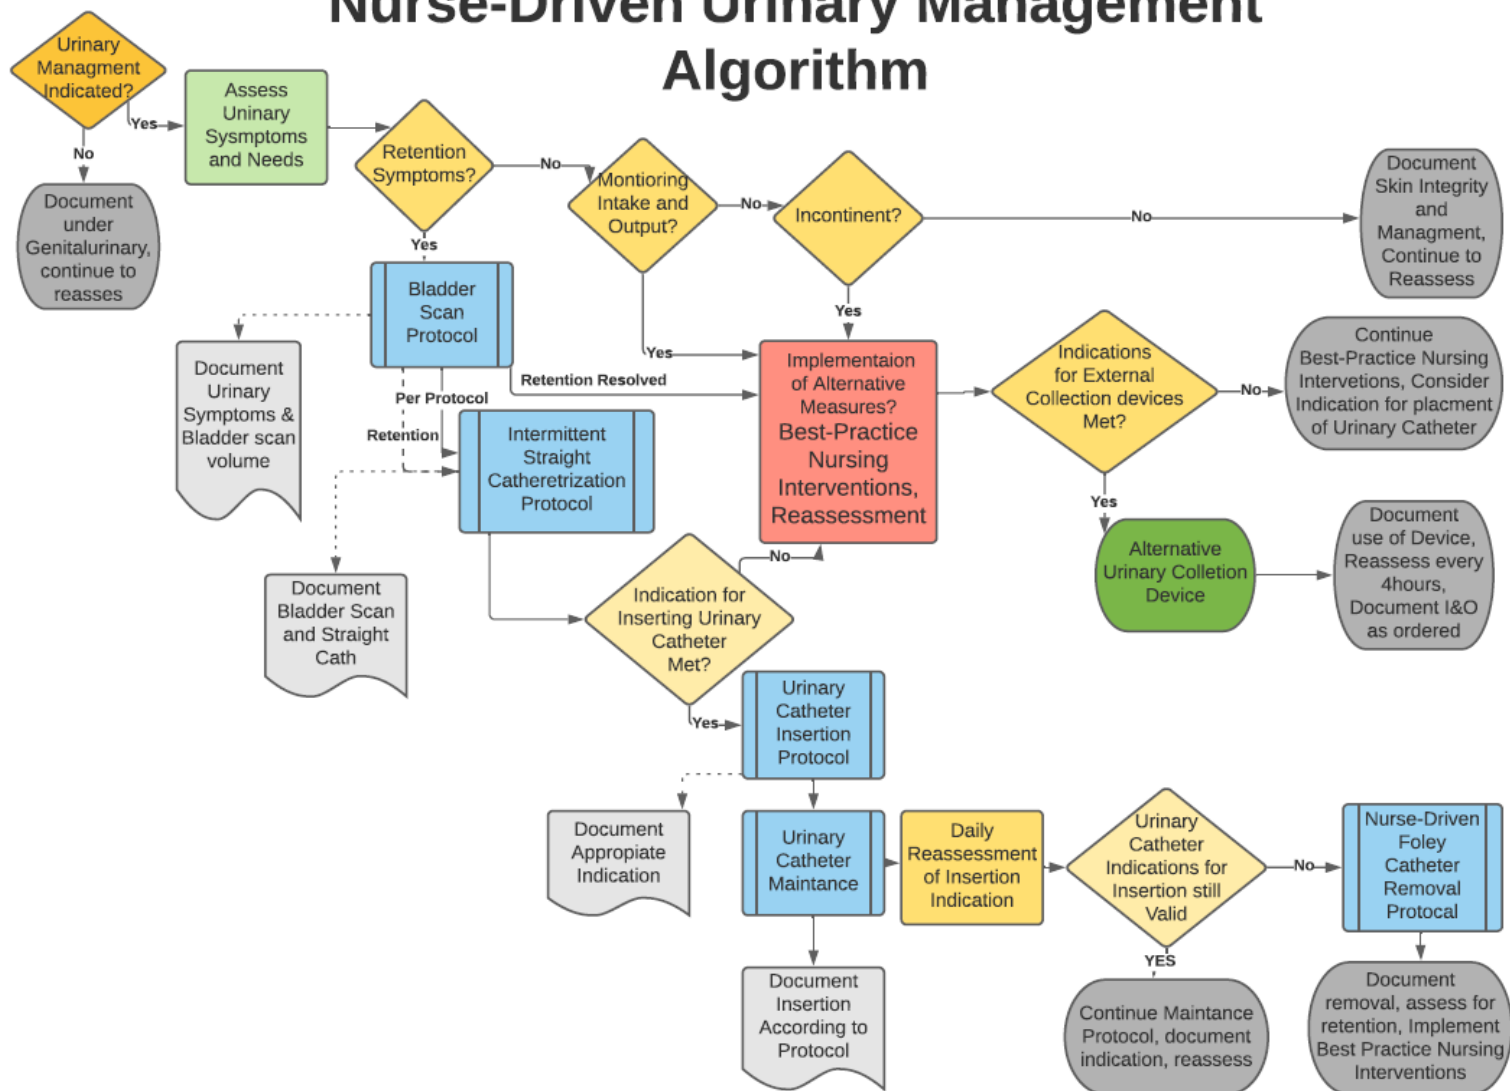 Nurse-Driven Urinary Management
Algorithm
Urinary
Managment
Indicated?
Yes
No
Document
under
Genitalurinary,
continue to
reasses
Assess
Uninary
Sysmptoms
and Needs
Retention
Symptoms?
No
Yes
Montioring
Intake and
Output?
No
Yes
Incontinent?
No
Yes
Document
Skin Integrity
and
Managment,
Continue to
Reassess
Bladder
Scan
Protocol
Document
Urinary
Symptoms &
Bladder scan
volume
Per Protocol
Retention
Retention Resolved
Intermittent
Straight
Catheretrization
Protocol
Document
Bladder Scan
and Straight
Cath
Implementaion
of Alternative
Measures?
Best-Practice
Nursing
Interventions,
Reassessment
Indications
for External
Collection devices
Met?
No
Yes
Continue
Best-Practice Nursing
Intervetions, Consider
Indication for placment
of Urinary Catheter
Alternative
Urinary Colletion
Device
Document
use of Device,
Reassess every
4hours,
Document I&O
as ordered
Indication for
Inserting Urinary
Catheter
Met?
No
Yes
Urinary
Catheter
Insertion
Protocol
Document
Appropiate
Indication
Urinary
Catheter
Maintance
Document
Insertion
According to
Protocol
Daily
Reassessment
of Insertion
Indication
Urinary
Catheter
Indications for
Insertion still
Valid
No
YES
Continue Maintance
Protocol, document
indication, reassess
Nurse-Driven
Foley
Catheter
Removal
Protocal
Document
removal, assess for
retention, Implement
Best Practice Nursing
Interventions